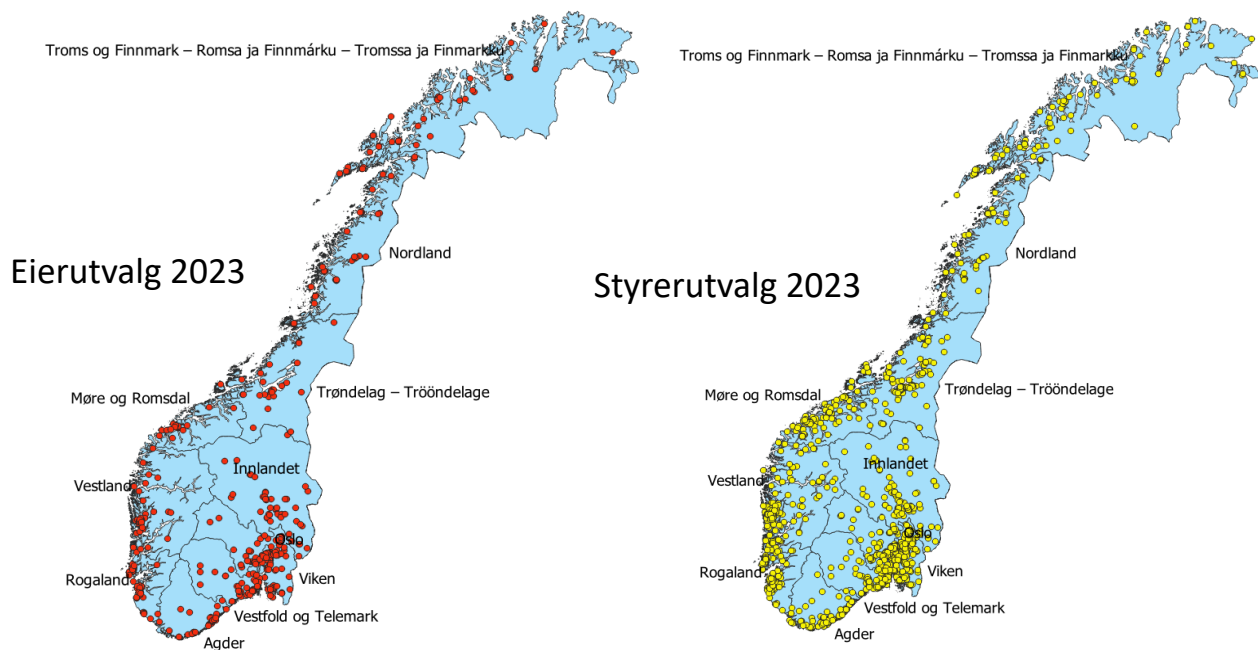 Troms og Finnmark – Romsa ja Finnmárku – Tromssa ja Finmarkku
Nordland
Eierutvalg 2023
Trøndelag – Trööndelage
Møre og Romsdal
Innlandet
Vestland
Oslo
Rogaland
Viken
Vestfold og Telemark
Agder
Troms og Finnmark – Romsa ja Finnmárku – Tromssa ja Finmarkku
Nordland
Styrerutvalg 2023
Trøndelag – Trööndelage
Møre og Romsdal
Innlandet
Vestland
Oslo
Rogaland
Viken
Vestfold og Telemark
Agder